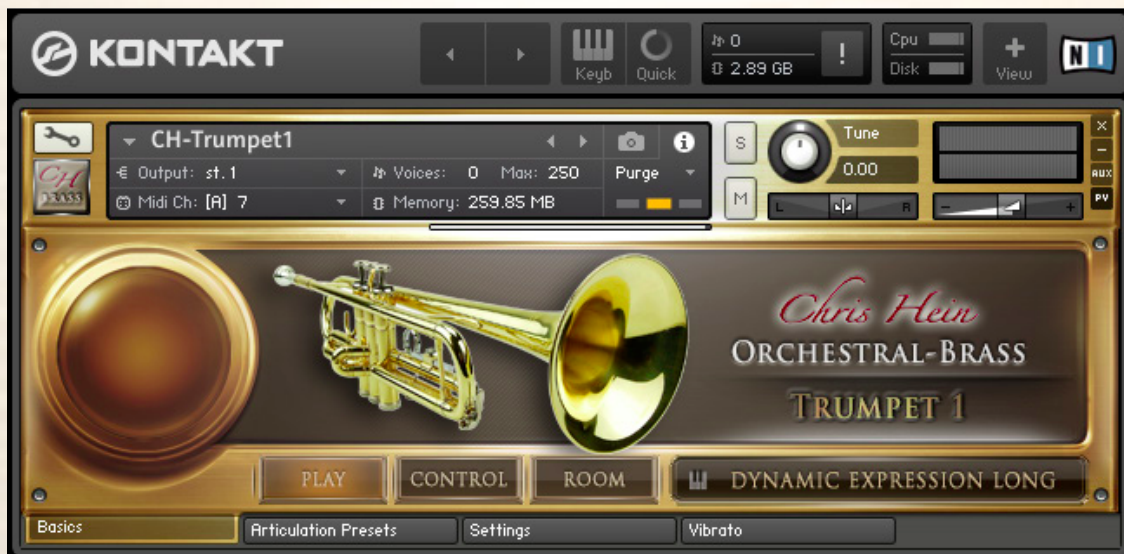 KONTAKT
Keyb
Quick
0
2.89 GB
!
Cpu
Disk
+
View
NI
CH-Trumpet1
i
S
Tune
X
CH
BRASS
Output: st. 1
Voices: 0 Max: 250
Purge
0.00
–
AUX
Midi Ch: [A] 7
Memory: 259.85 MB
M
L
R
–
+
PV
Chris Hein
ORCHESTRAL-BRASS
TRUMPET 1
PLAY
CONTROL
ROOM
DYNAMIC EXPRESSION LONG
Basics
Articulation Presets
Settings
Vibrato